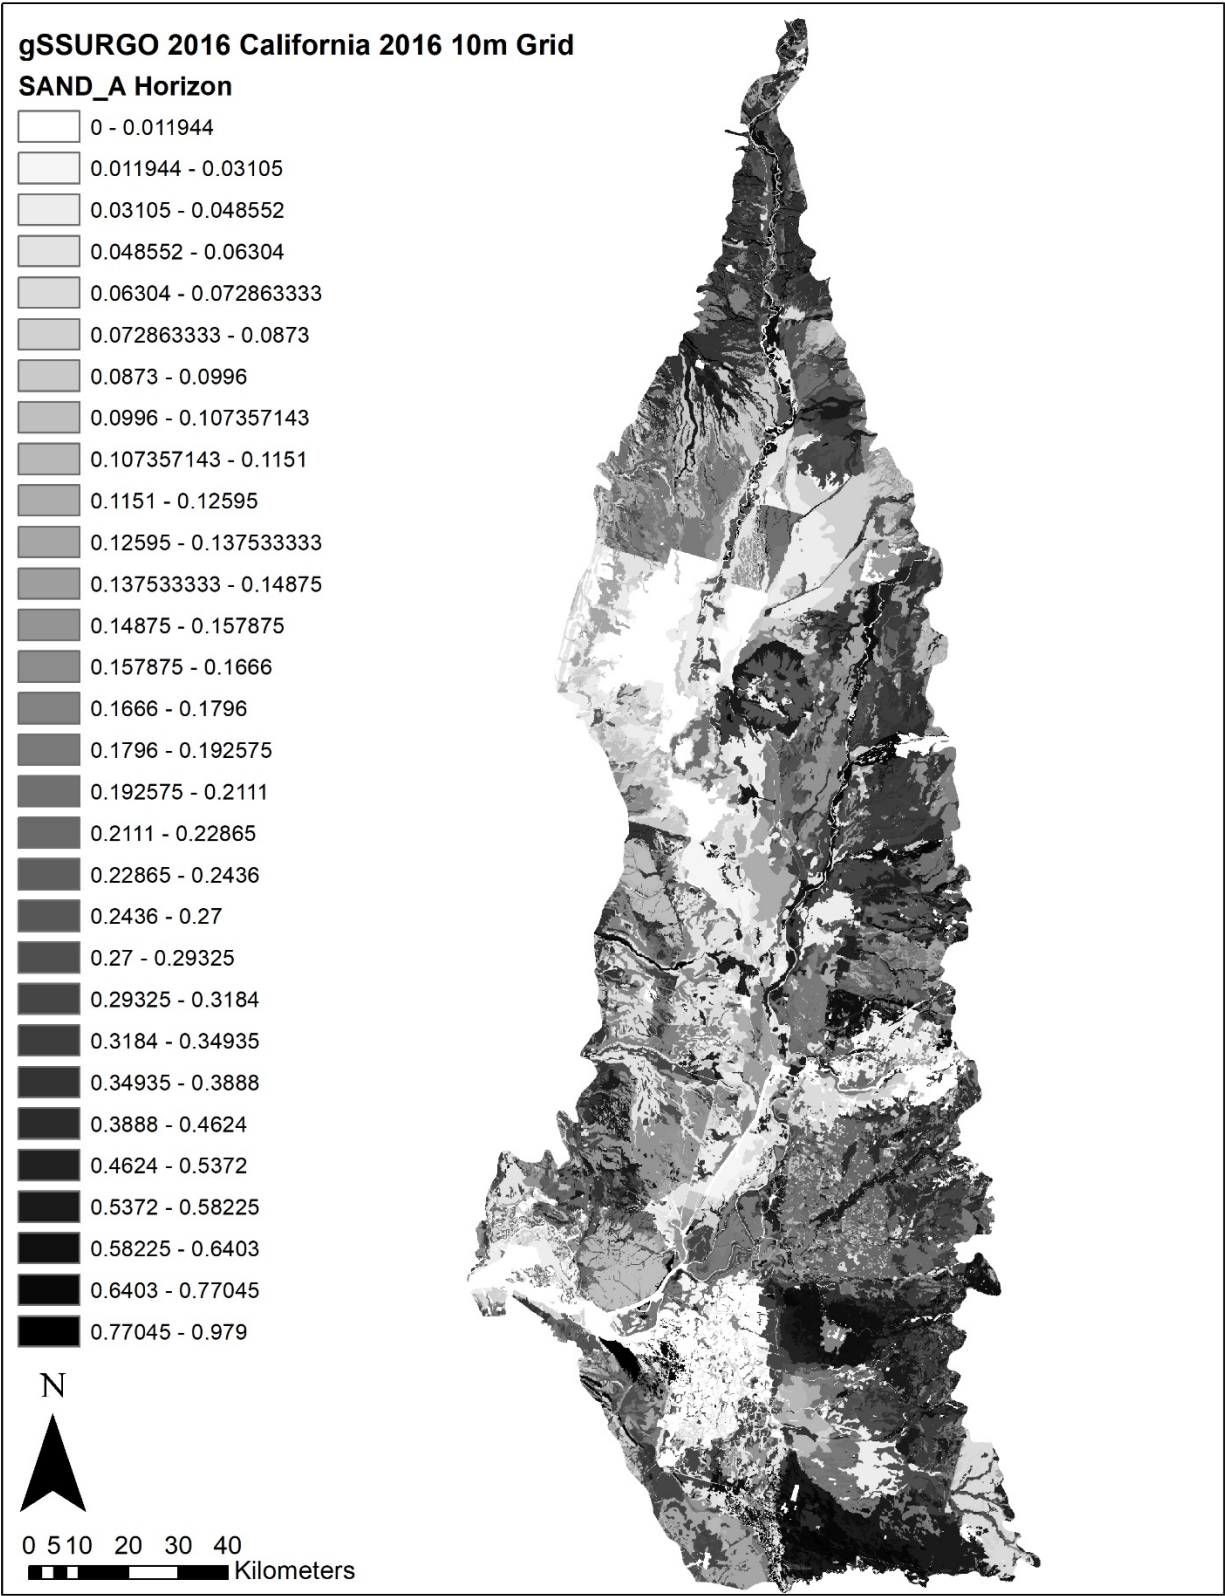 gSSURGO 2016 California 2016 10m Grid
SAND_A Horizon
0 - 0.011944
0.011944 - 0.03105
0.03105 - 0.048552
0.048552 - 0.06304
0.06304 - 0.072863333
0.072863333 - 0.0873
0.0873 - 0.0996
0.0996 - 0.107357143
0.107357143 - 0.1151
0.1151 - 0.12595
0.12595 - 0.137533333
0.137533333 - 0.14875
0.14875 - 0.157875
0.157875 - 0.1666
0.1666 - 0.1796
0.1796 - 0.192575
0.192575 - 0.2111
0.2111 - 0.22865
0.22865 - 0.2436
0.2436 - 0.27
0.27 - 0.29325
0.29325 - 0.3184
0.3184 - 0.34935
0.34935 - 0.3888
0.3888 - 0.4624
0.4624 - 0.5372
0.5372 - 0.58225
0.58225 - 0.6403
0.6403 - 0.77045
0.77045 - 0.979
N
0 5 10 20 30 40
Kilometers